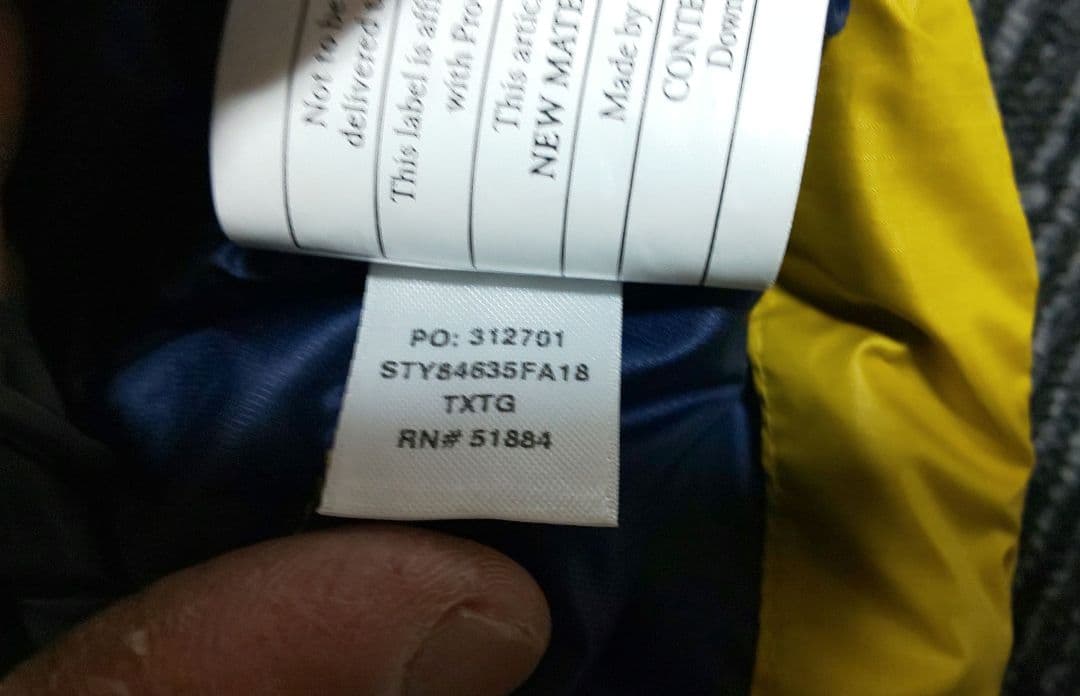 Not to be
delivered
This label is
with Pro
This artic
NEW MATE
Made by
CONTE
Down
PO: 312701
STY84635FA18
TXTG
RN# 51884